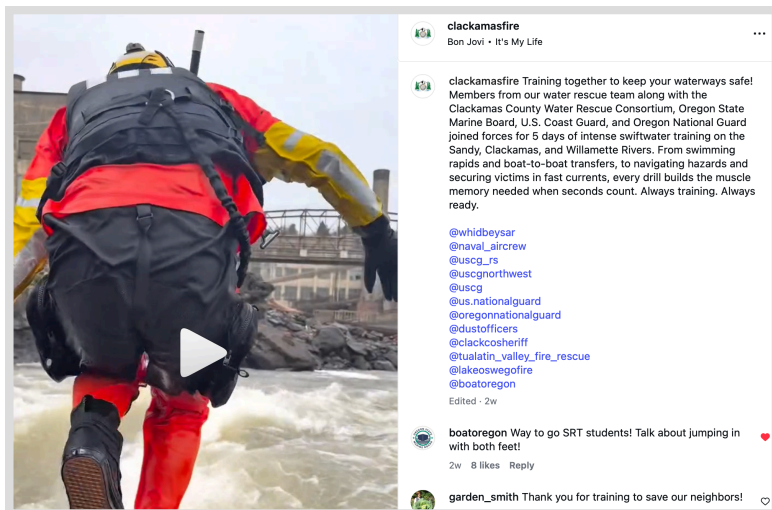 clackamasfire
Bon Jovi • It's My Life
clackamasfire Training together to keep your waterways safe!
Members from our water rescue team along with the
Clackamas County Water Rescue Consortium, Oregon State
Marine Board, U.S. Coast Guard, and Oregon National Guard
joined forces for 5 days of intense swiftwater training on the
Sandy, Clackamas, and Willamette Rivers. From swimming
rapids and boat-to-boat transfers, to navigating hazards and
securing victims in fast currents, every drill builds the muscle
memory needed when seconds count. Always training. Always
ready.
@whidbeysar
@naval_aircrew
@uscg_rs
@uscgnorthwest
@uscg
@us.nationalguard
@oregonnationalguard
@dustofficers
@clackcosheriff
@tualatin_valley_fire_rescue
@lakeoswegofire
@boatoregon
Edited · 2w
boatoregon Way to go SRT students! Talk about jumping in
with both feet!
2w 8 likes Reply
garden_smith Thank you for training to save our neighbors!